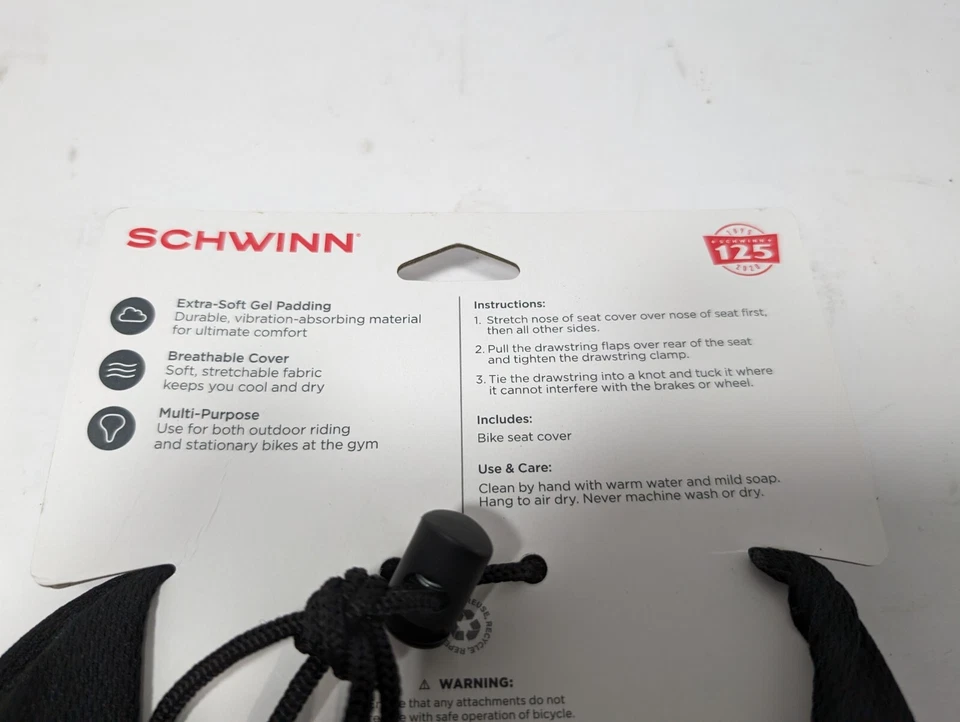 SCHWINN
1895
SCHWINN
125
2020
Extra-Soft Gel Padding
Durable, vibration-absorbing material
for ultimate comfort
Breathable Cover
Soft, stretchable fabric
keeps you cool and dry
Multi-Purpose
Use for both outdoor riding
and stationary bikes at the gym
Instructions:
1. Stretch nose of seat cover over nose of seat first,
then all other sides.
2. Pull the drawstring flaps over rear of the seat
and tighten the drawstring clamp.
3. Tie the drawstring into a knot and tuck it where
it cannot interfere with the brakes or wheel.
Includes:
Bike seat cover
Use & Care:
Clean by hand with warm water and mild soap.
Hang to air dry. Never machine wash or dry.
REUSE, RECYCLE,
WARNING:
that any attachments do not
with safe operation of bicycle.